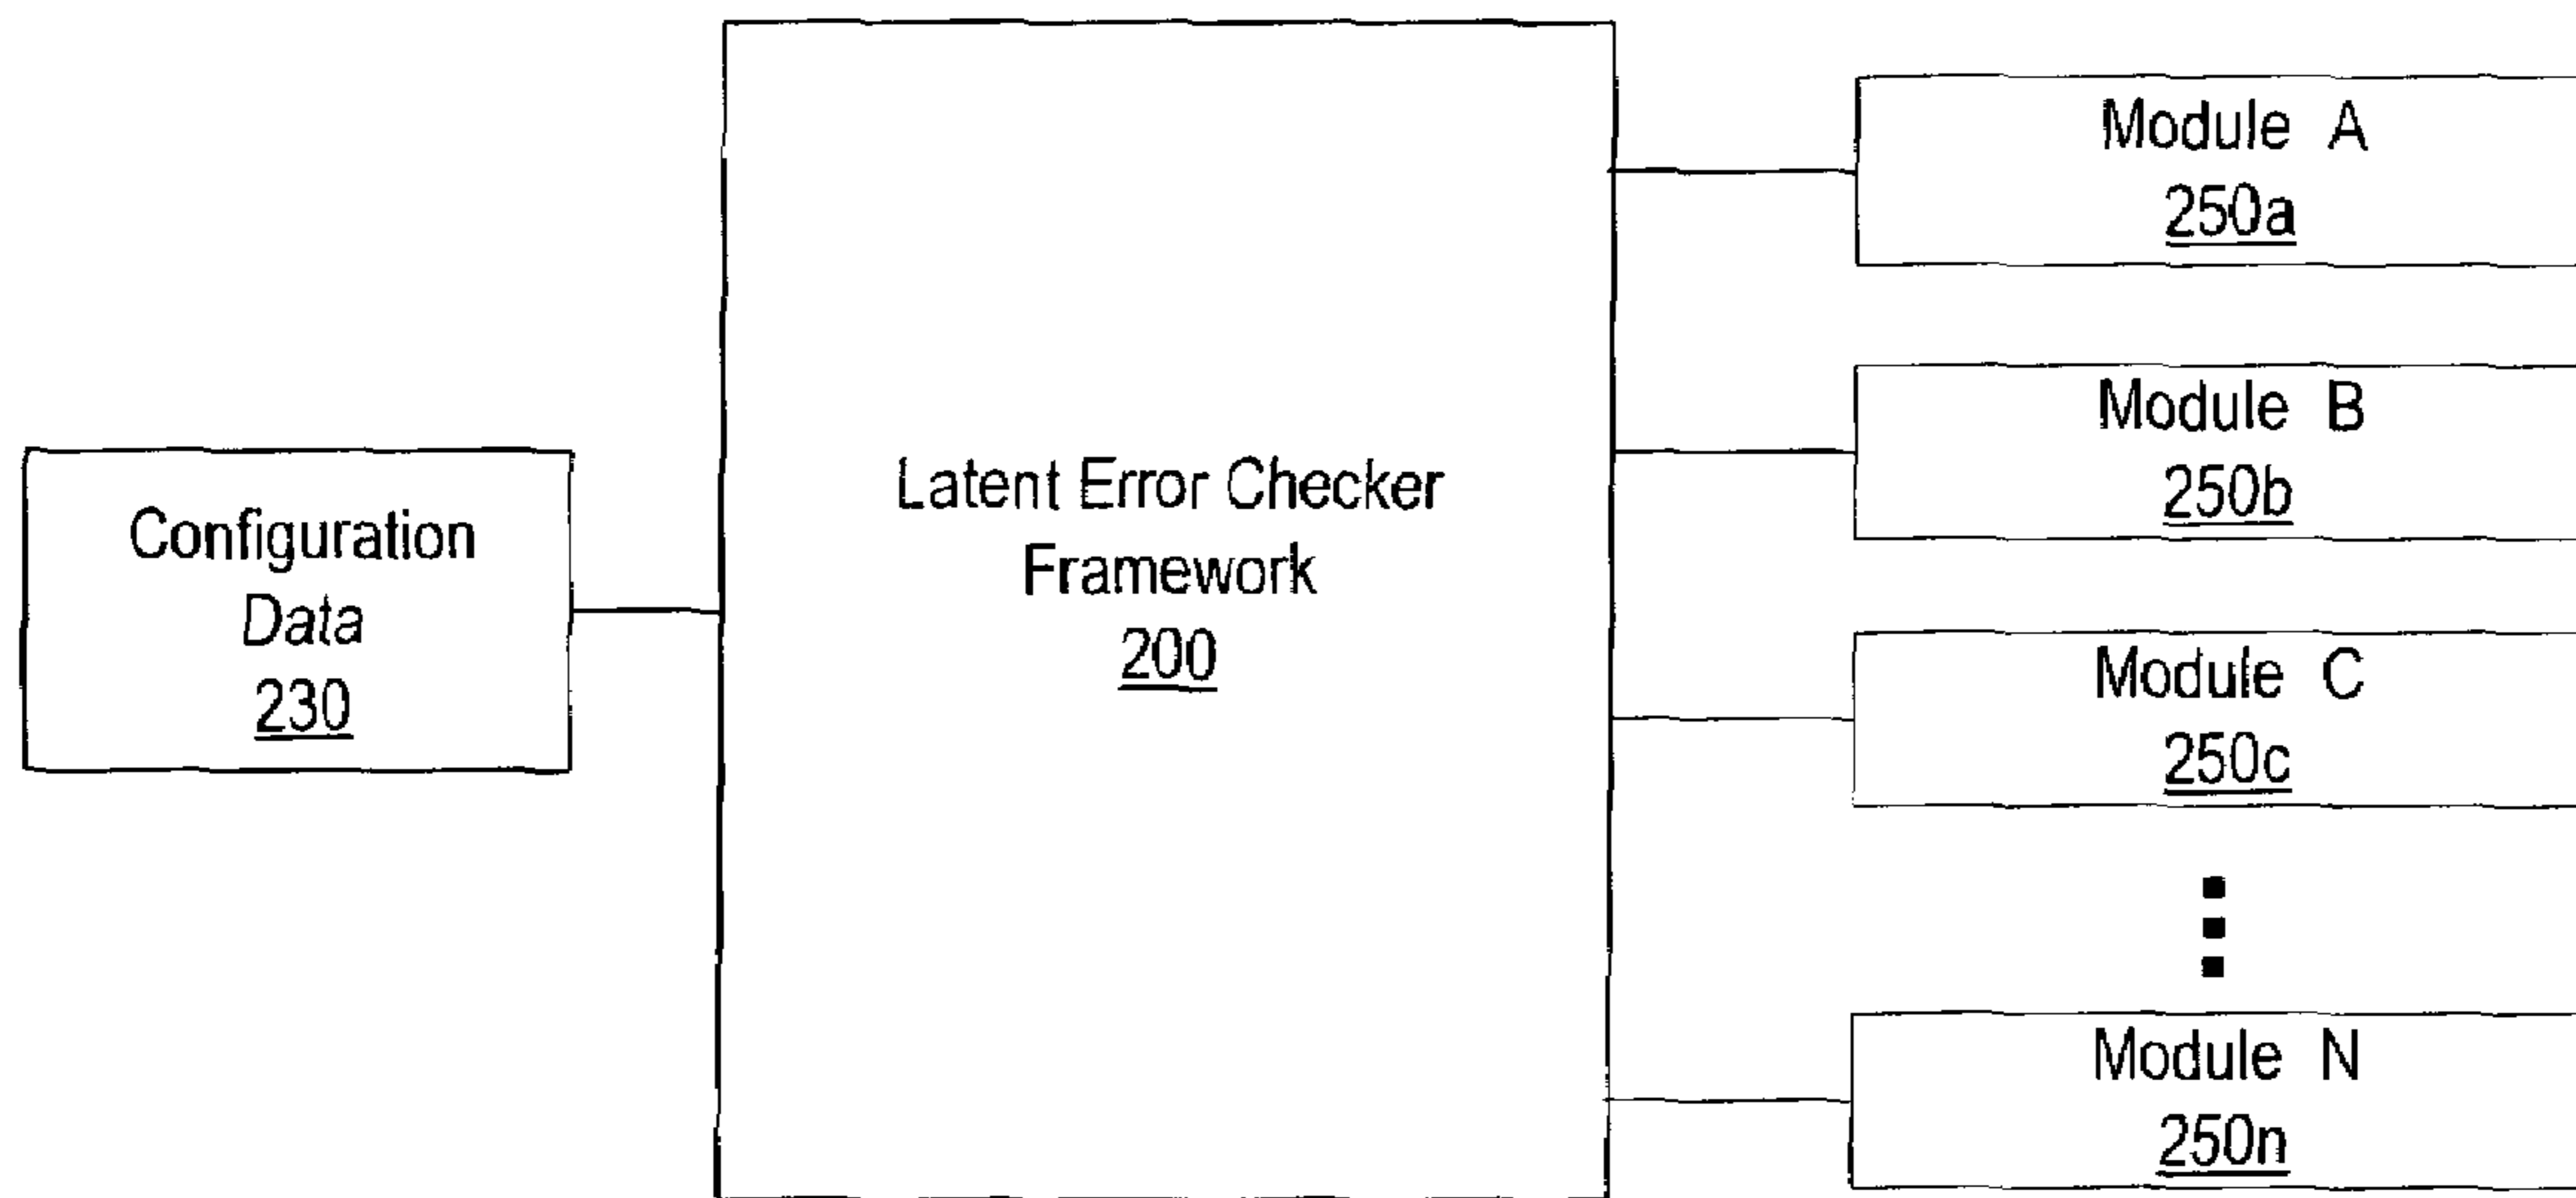 Configuration
Data
230
Latent Error Checker
Framework
200
Module A
250a
Module B
250b
Module C
250c
Module N
250n